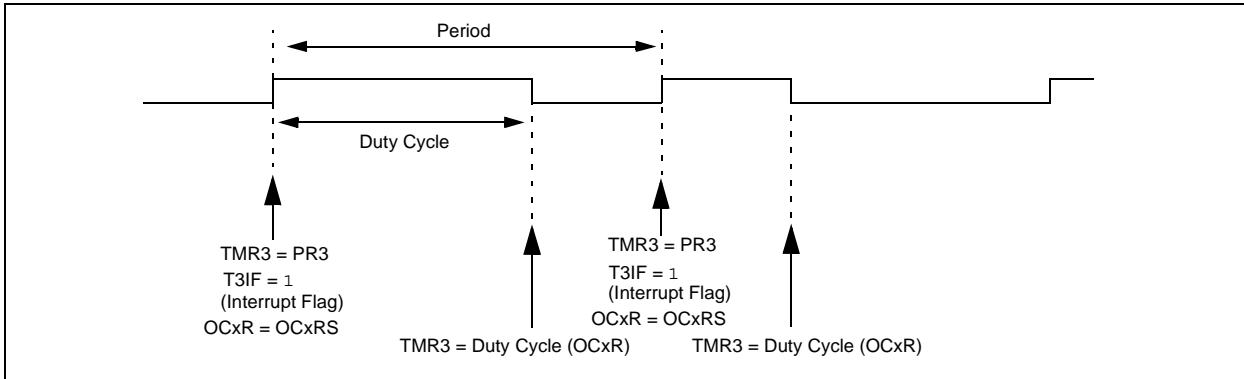 Period
Duty Cycle
TMR3 = PR3
T3IF = 1
(Interrupt Flag)
OCxR = OCxRS
TMR3 = Duty Cycle (OCxR)
TMR3 = PR3
T3IF = 1
(Interrupt Flag)
OCxR = OCxRS
TMR3 = Duty Cycle (OCxR)